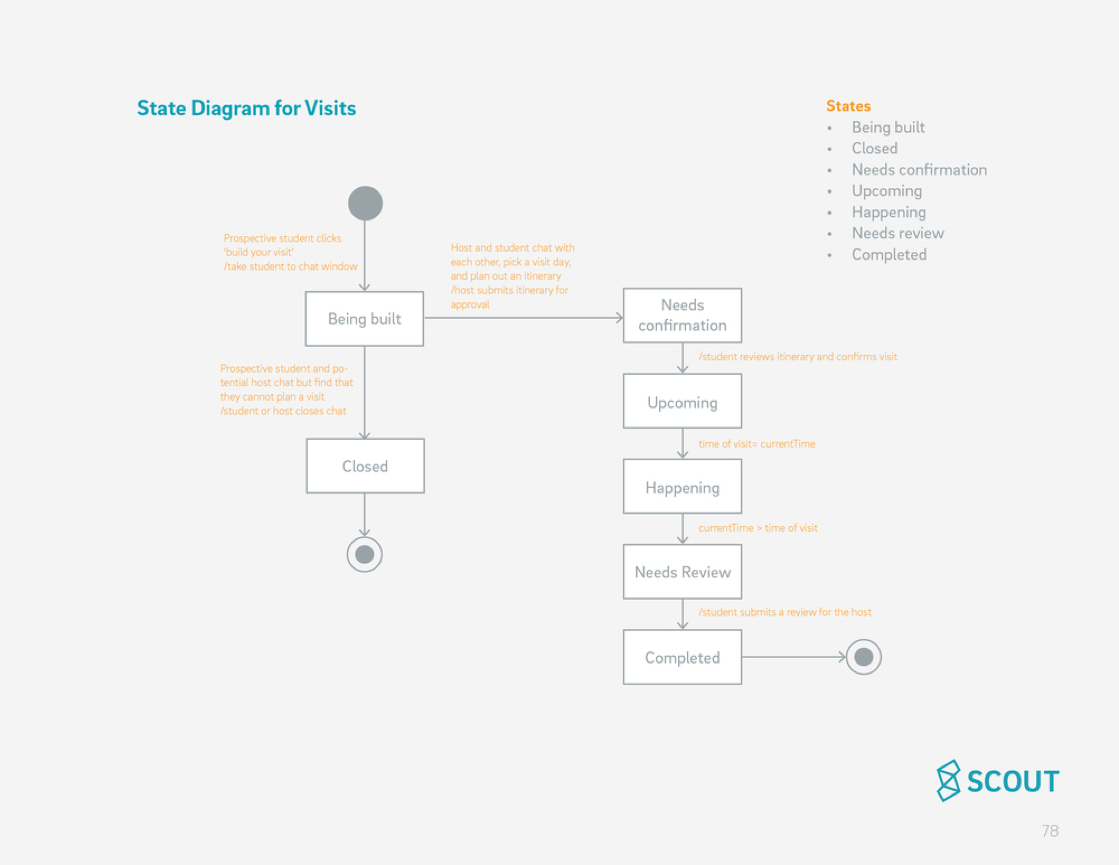 State Diagram for Visits
States
• Being built
• Closed
• Needs confirmation
• Upcoming
• Happening
• Needs review
• Completed
Prospective student clicks
'build your visit'
/take student to chat window
Host and student chat with
each other, pick a visit day,
and plan out an itinerary
/host submits itinerary for
approval
Being built
Needs
confirmation
/student reviews itinerary and confirms visit
Prospective student and po-
tential host chat but find that
they cannot plan a visit
/student or host closes chat
Upcoming
time of visit= currentTime
Closed
Happening
currentTime > time of visit
Needs Review
/student submits a review for the host
Completed
SCOUT
78